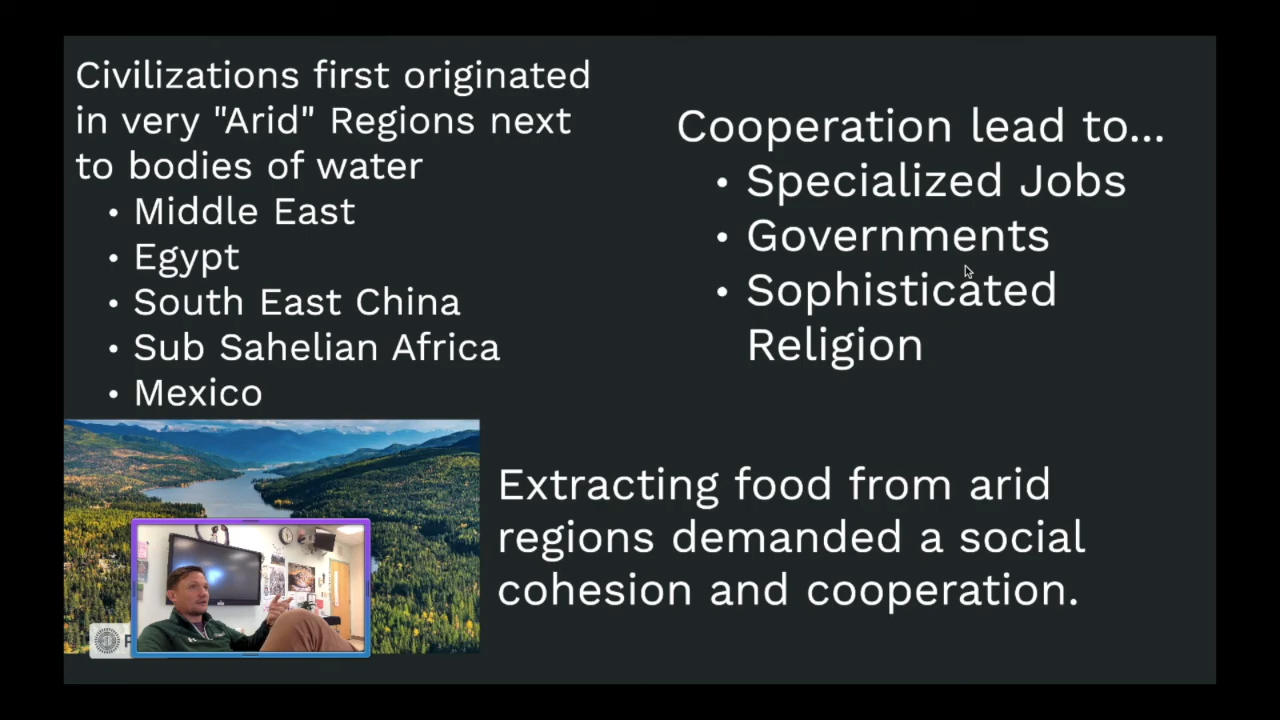 Civilizations first originated
in very "Arid" Regions next
to bodies of water
• Middle East
• Egypt
• South East China
• Sub Sahelian Africa
• Mexico
Cooperation lead to...
• Specialized Jobs
• Governments
• Sophisticated
Religion
Extracting food from arid
regions demanded a social
cohesion and cooperation.